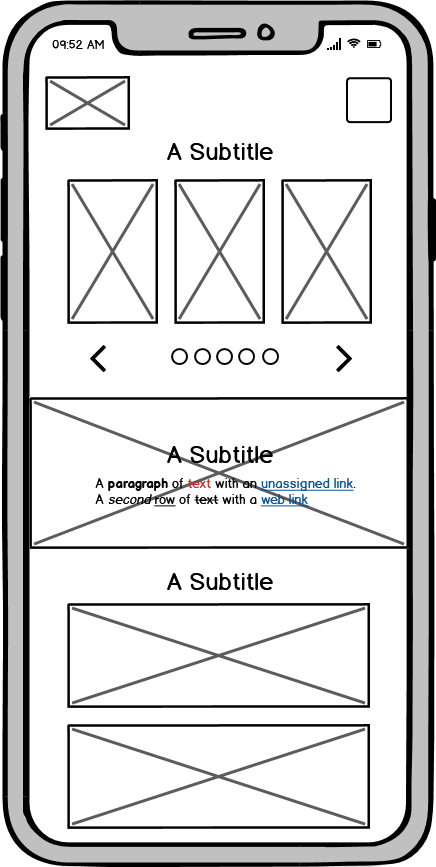 09:52 AM
A Subtitle
A Subtitle
A paragraph of text with an unassigned link.
A second row of text with a web link
A Subtitle